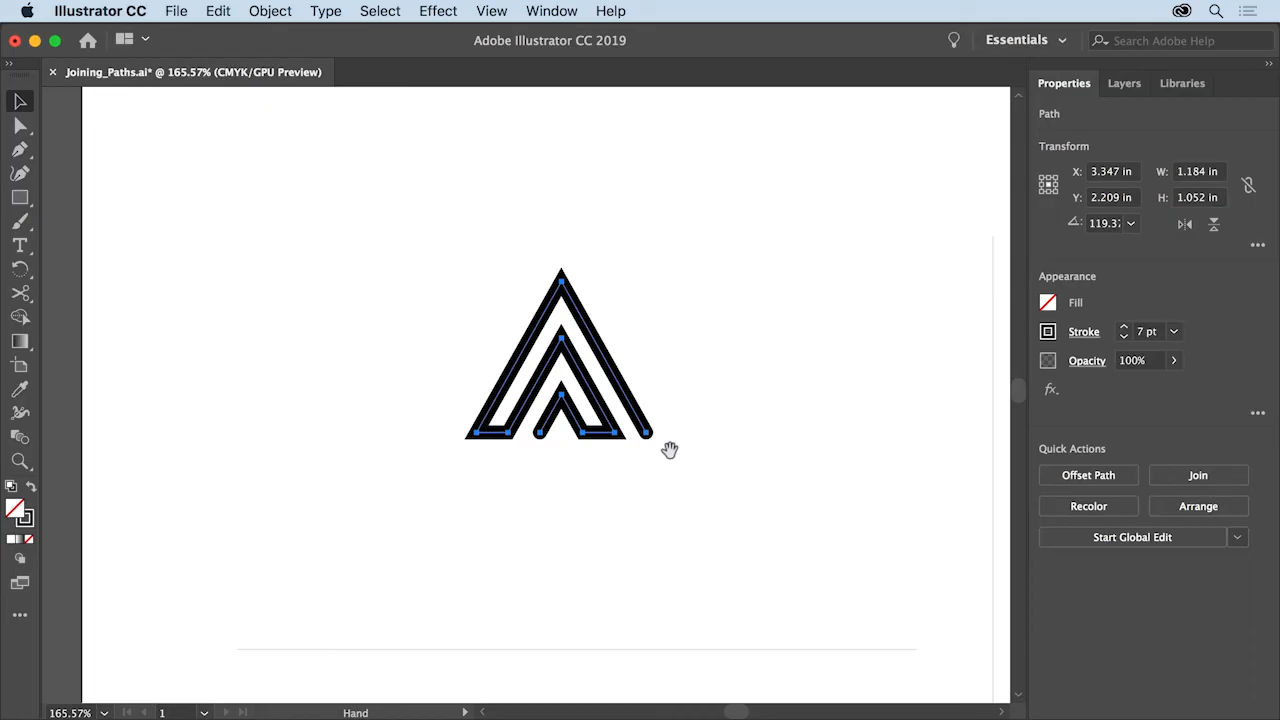 Illustrator CC File Edit Object Type Select Effect View Window Help
Adobe Illustrator CC 2019
Essentials
Search Adobe Help
Joining_Paths.ai* @ 165.57% (CMYK/GPU Preview)
Properties Layers Libraries
Path
Transform
X: 3.347 in W: 1.184 in
Y: 2.209 in H: 1.052 in
119.3
Appearance
Fill
Stroke 7 pt
Opacity 100%
fx.
Quick Actions
Offset Path Join
Recolor Arrange
Start Global Edit
165.57% 1 Hand